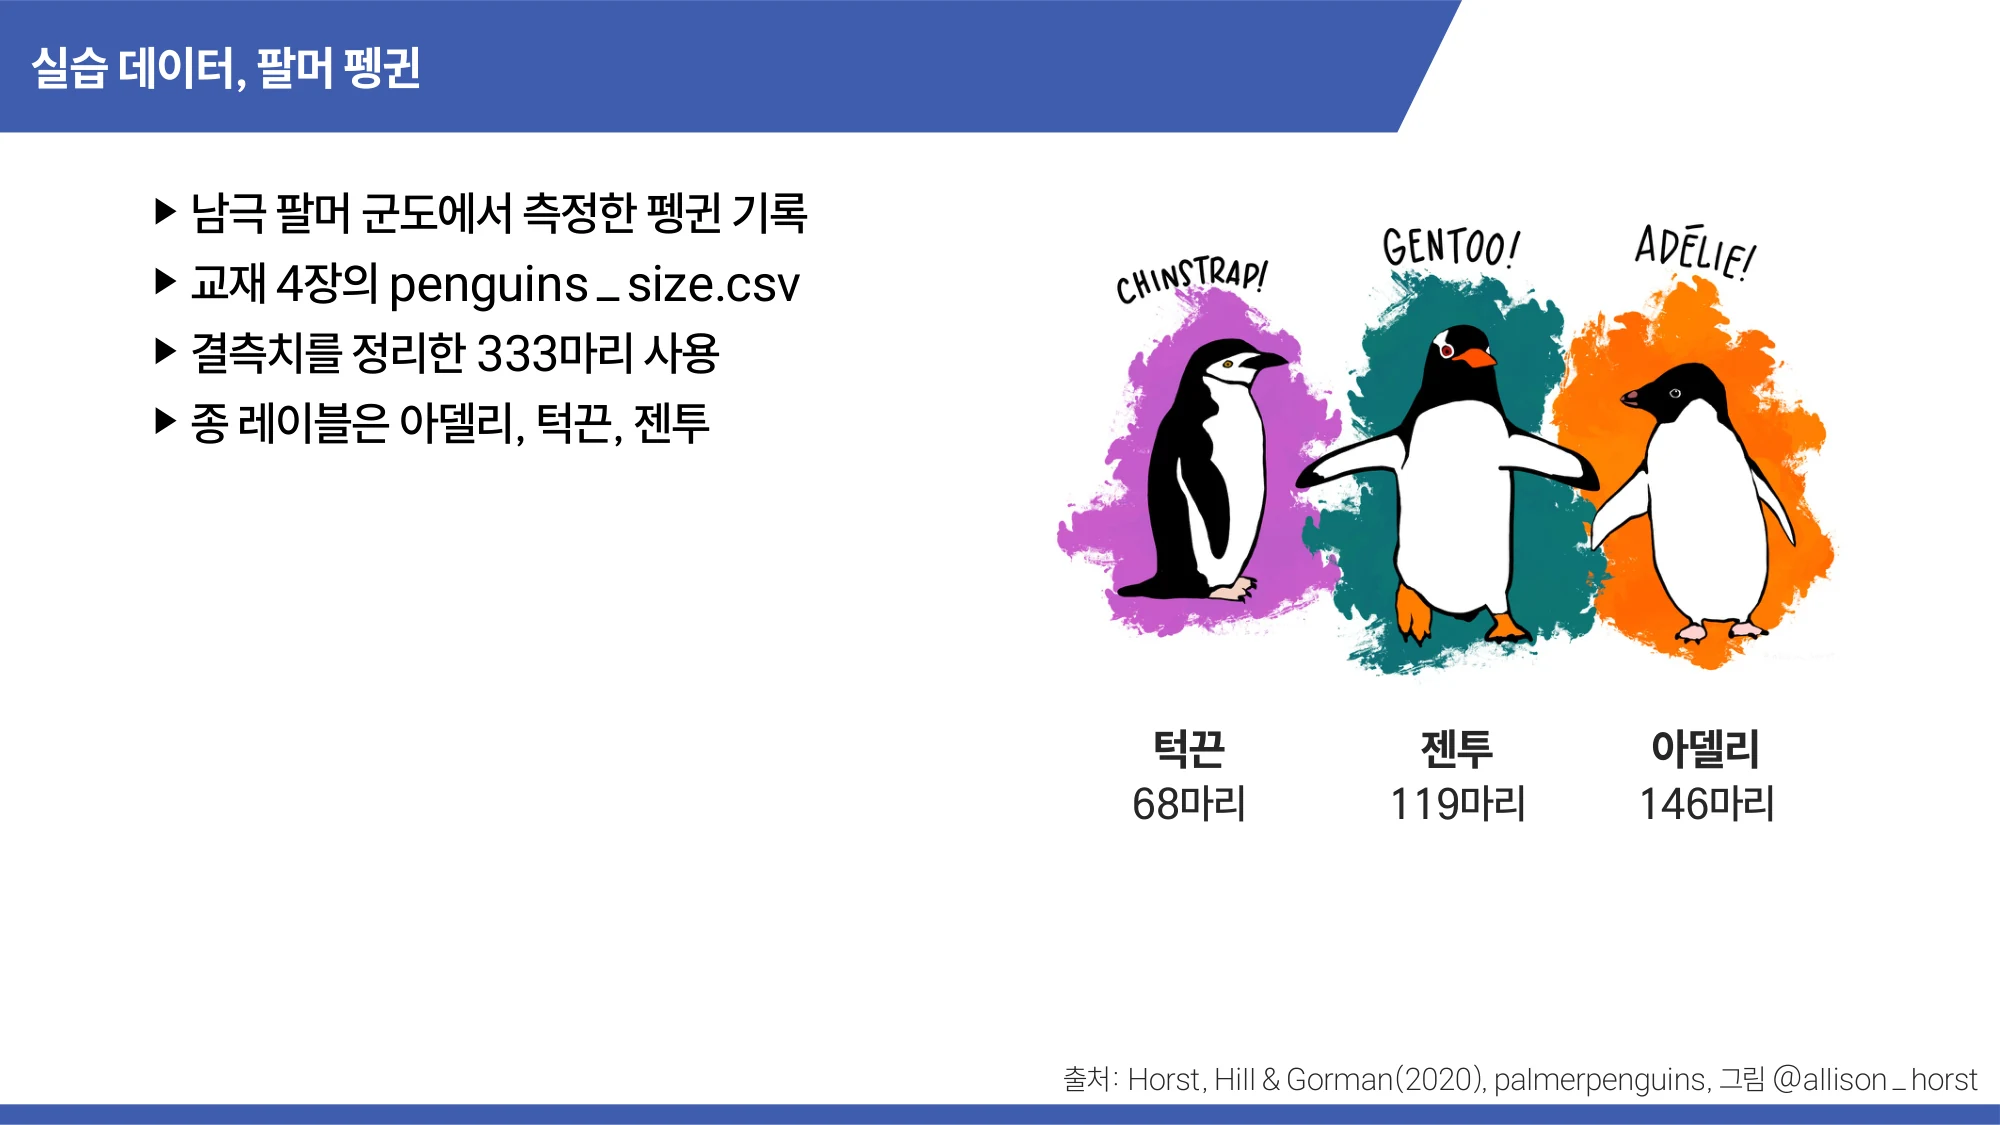 실습 데이터, 팔머 펭귄
▶ 남극 팔머 군도에서 측정한 펭귄 기록
▶ 교재 4장의 penguins_size.csv
▶ 결측치를 정리한 333마리 사용
▶ 종 레이블은 아델리, 턱끈, 젠투
CHINSTRAP!
GENTOO!
ADÉLIE!
턱끈
68마리
젠투
119마리
아델리
146마리
출처: Horst, Hill & Gorman(2020), palmerpenguins, 그림 @allison_horst